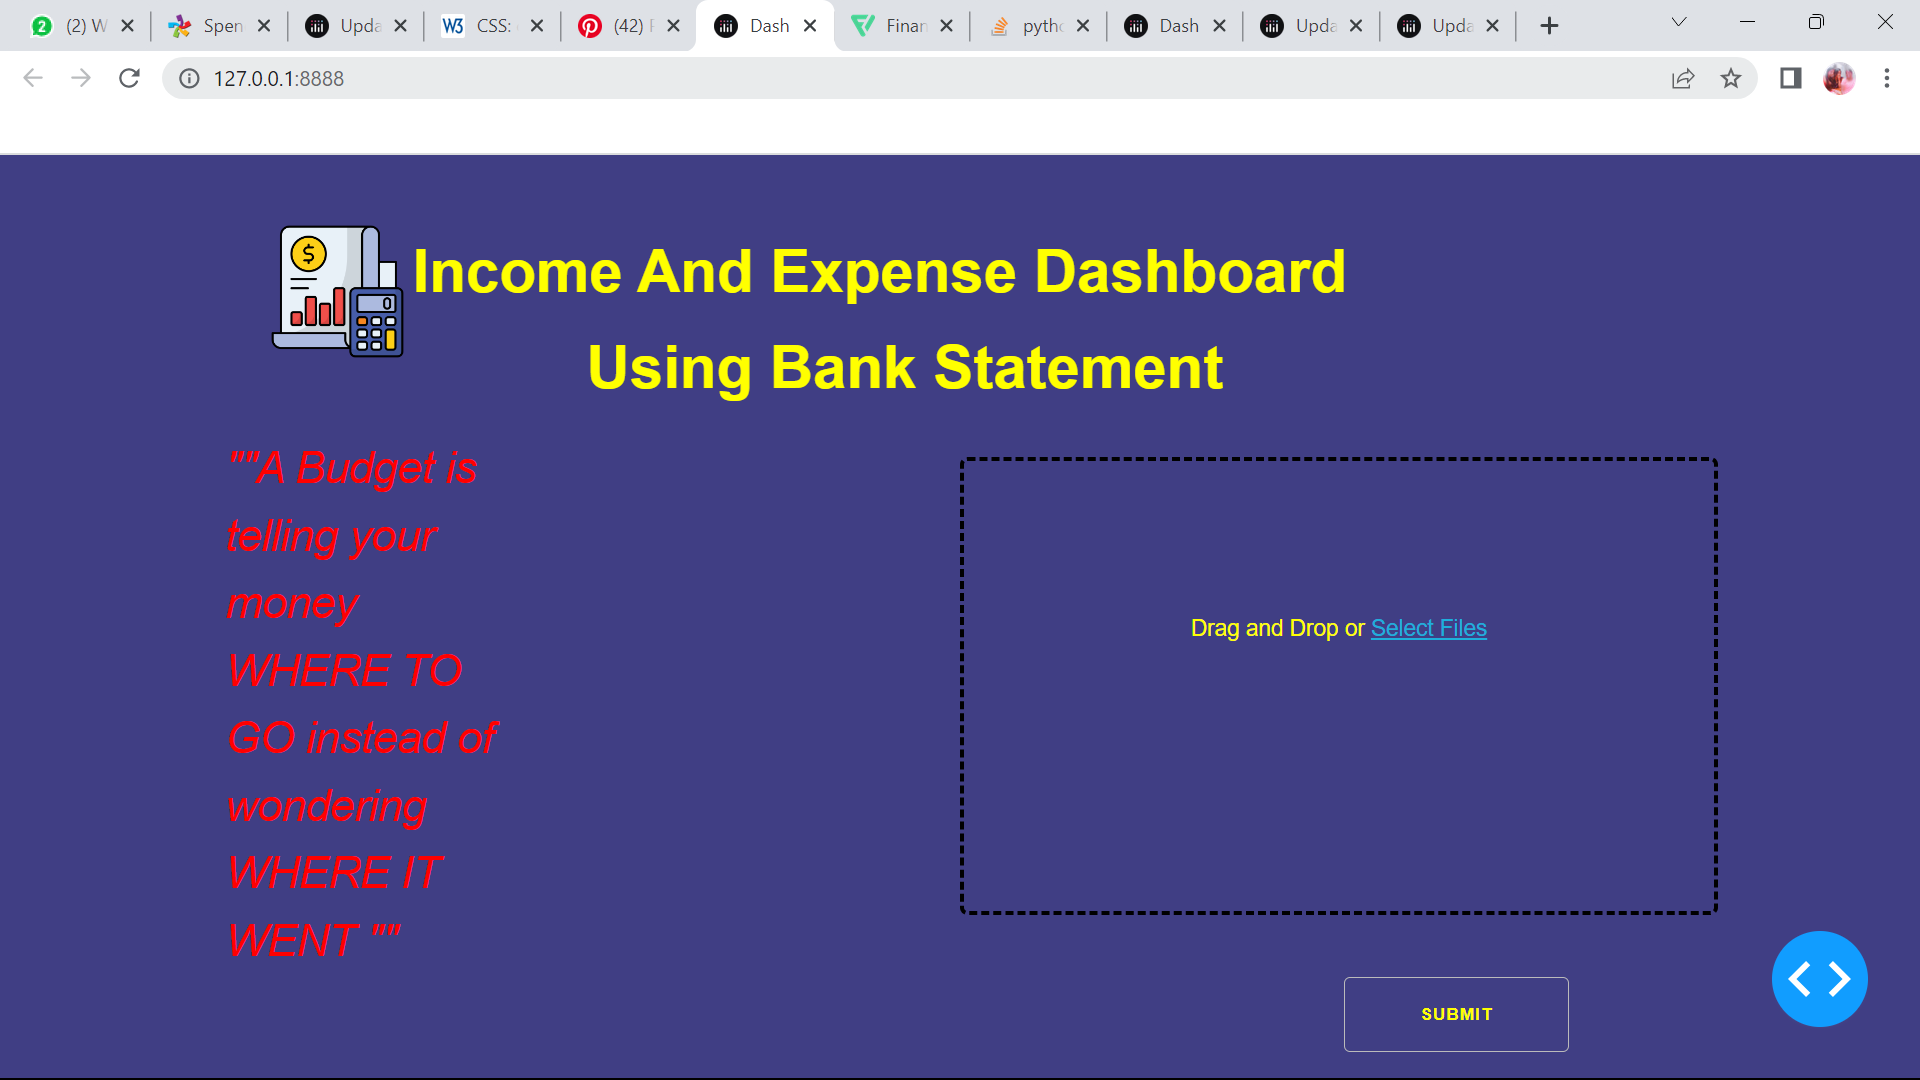 (2) W
Spen
Upda
CSS:
(42)
Dash
Finan
pytho
Dash
Upda
Upda
127.0.0.1:8888
Income And Expense Dashboard
Using Bank Statement
""A Budget is
telling your
money
WHERE TO
GO instead of
wondering
WHERE IT
WENT ""
Drag and Drop or Select Files
SUBMIT